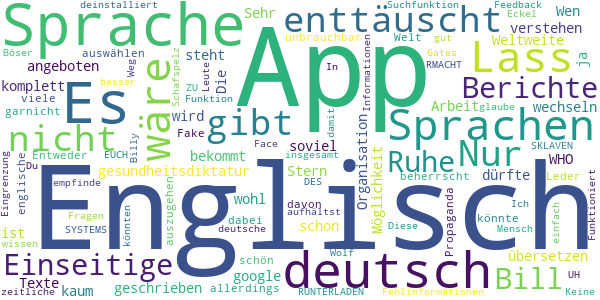 deinstalliert Suchfunktion Feedback
Sprache enttäuscht Sehr Eckel Wen
Böser auswählen unbrauchbar Welt gut Weltweite verstehen
komplett angeboten Schafspelz Weg steht Die Leute Gates RMACHT Lass ja
Es Wäre App Informationen Berichte
viele besser ZU Funktion In Arbeit glaube wechseln
garnicht nicht gibt wird Fake damit Sprachen
Entweder EUCH Billy bekommt Face soviel insgesamt Organisation WHO SKLAVEN
Eingrenzung englische Du gesundheitsdiktatur Stern Ruhe Nur dürfte
empfinde DES wohl davon Möglichkeit beherrscht Leder
Fragen auszugehen dabei aufhaltst könnte Ich einfach Funktioniert
ist wissen SYSTEMS konnten deutsche schon Propaganda Diese Mensch
Englisch
Einseitige schön Wolf deutsch Bill übersetzen
Texte google UH
zeitliche kaum geschrieben allerdings RUNTERLADEN Fehlinformationen Keine